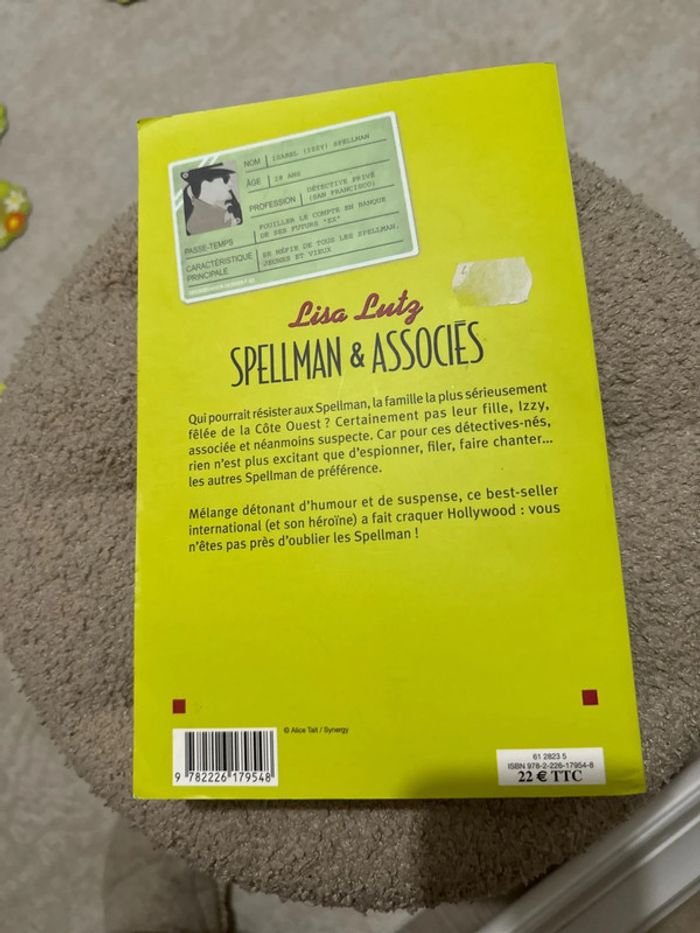 NOM | ISABEL (IZZY) SPELLMAN
ÂGE | 28 ANS
PROFESSION | DÉTECTIVE PRIVÉ
(SAN FRANCISCO)
PASSE-TEMPS | FOUILLER LE COMPTE EN BANQUE
DE SES FUTURS "EX"
CARACTÉRISTIQUE
PRINCIPALE | SE MÉFIE DE TOUS LES SPELLMAN,
JEUNES ET VIEUX
Lisa Lutz
SPELLMAN & ASSOCIÉS
Qui pourrait résister aux Spellman, la famille la plus sérieusement
fêlée de la Côte Ouest ? Certainement pas leur fille, Izzy,
associée et néanmoins suspecte. Car pour ces détectives-nés,
rien n'est plus excitant que d'espionner, filer, faire chanter...
les autres Spellman de préférence.
Mélange détonant d'humour et de suspense, ce best-seller
international (et son héroïne) a fait craquer Hollywood : vous
n'êtes pas près d'oublier les Spellman !
© Alice Tait / Synergy
9 782226 179548
61 2823 5
ISBN 978-2-226-17954-8
22 € TTC